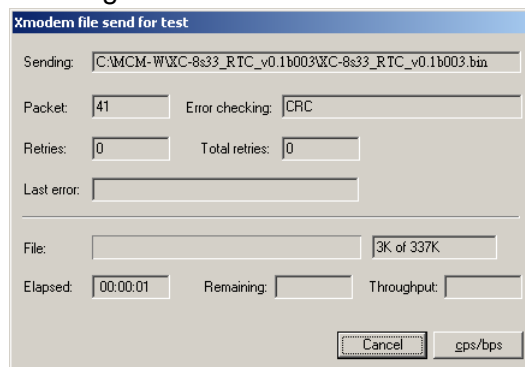 Xmodem file send for test
Sending: C:\MCM-W\XC-8s33_RTC_v0.1b003\XC-8s33_RTC_v0.1b003.bin
Packet: 41 Error checking: CRC
Retries: 0 Total retries: 0
Last error:
File: 3K of 337K
Elapsed: 00:00:01 Remaining: Throughput:
Cancel cps/bps